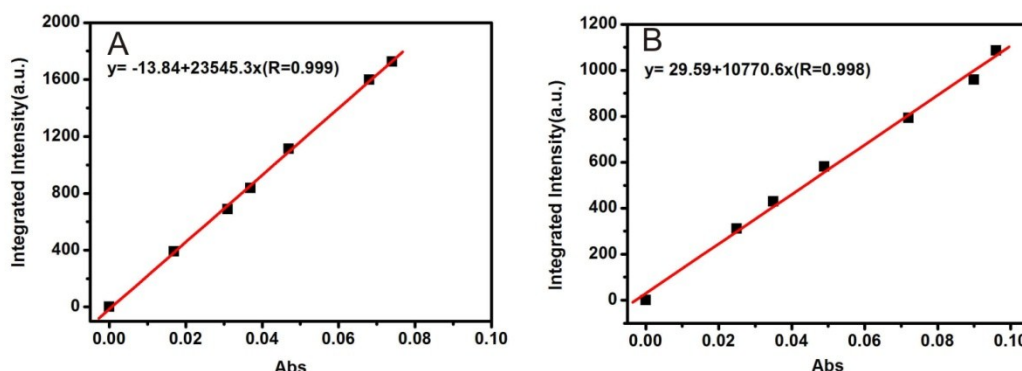 A
y= -13.84+23545.3x(R=0.999)
Integrated Intensity(a.u.)
2000
1600
1200
800
400
0
0.00 0.02 0.04 0.06 0.08 0.10
Abs
B
y= 29.59+10770.6x(R=0.998)
Integrated Intensity(a.u.)
1200
1000
800
600
400
200
0
0.00 0.02 0.04 0.06 0.08 0.10
Abs